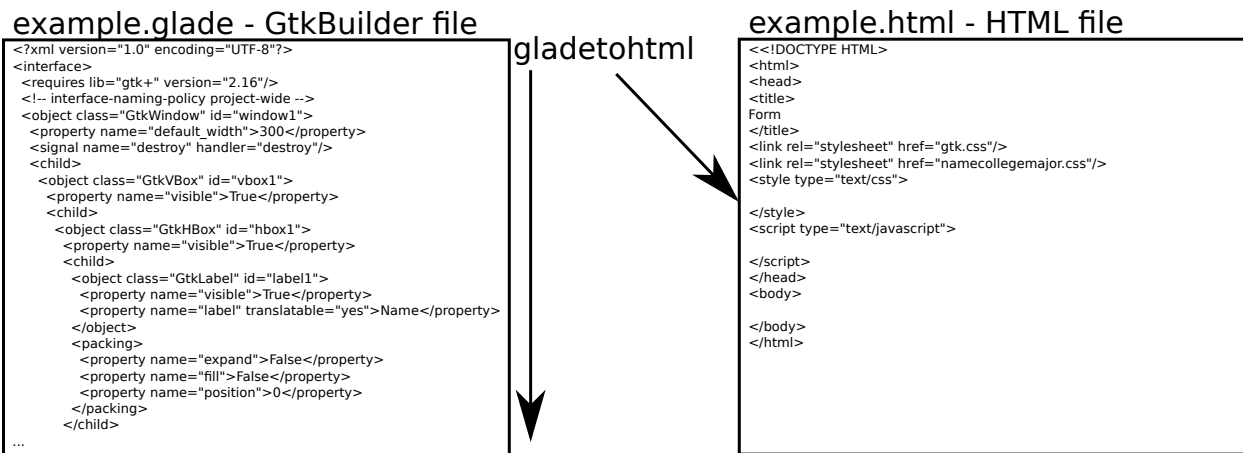 example.glade - GtkBuilder file
<?xml version="1.0" encoding="UTF-8"?>
<interface>
<requires lib="gtk+" version="2.16"/>
<!-- interface-naming-policy project-wide -->
<object class="GtkWindow" id="window1">
<property name="default_width">300</property>
<signal name="destroy" handler="destroy"/>
<child>
<object class="GtkVBox" id="vbox1">
<property name="visible">True</property>
<child>
<object class="GtkHBox" id="hbox1">
<property name="visible">True</property>
<child>
<object class="GtkLabel" id="label1">
<property name="visible">True</property>
<property name="label" translatable="yes">Name</property>
</object>
<packing>
<property name="expand">False</property>
<property name="fill">False</property>
<property name="position">0</property>
</packing>
</child>
...
gladetohtml
example.html - HTML file
<<!DOCTYPE HTML>
<html>
<head>
<title>
Form
</title>
<link rel="stylesheet" href="gtk.css"/>
<link rel="stylesheet" href="namecollegemajor.css"/>
<style type="text/css">
</style>
<script type="text/javascript">
</script>
</head>
<body>
</body>
</html>